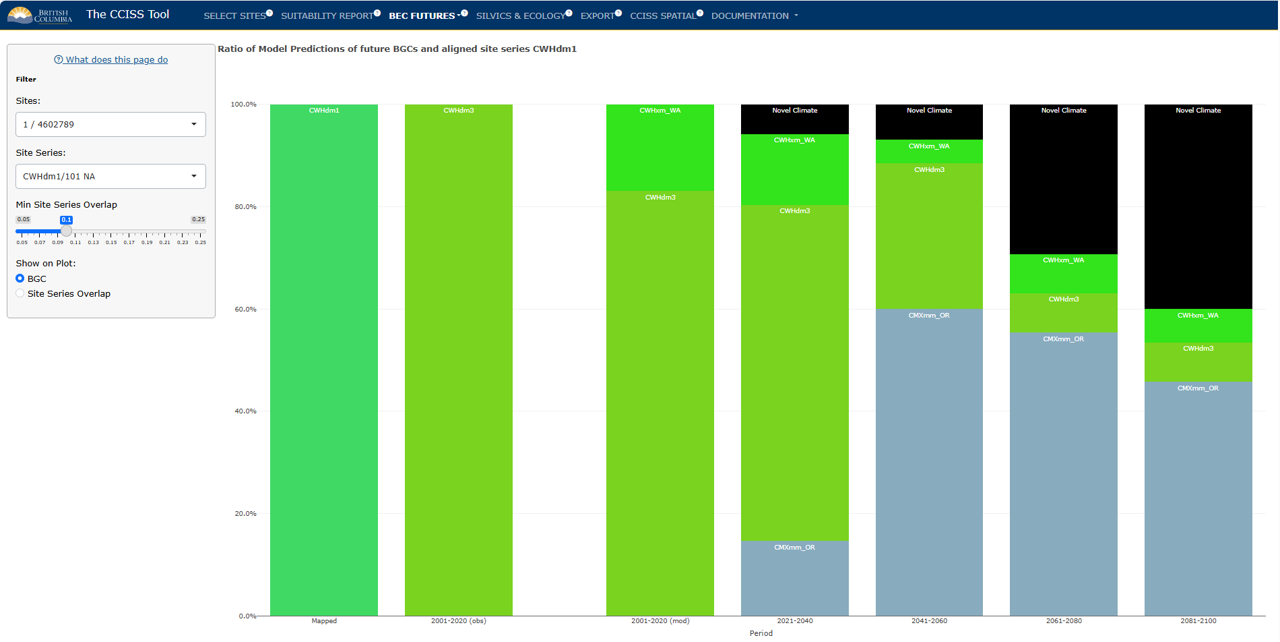 BRITISH COLUMBIA
The CCISS Tool
SELECT SITES
SUITABILITY REPORT
BEC FUTURES
SILVICS & ECOLOGY
EXPORT
CCISS SPATIAL
DOCUMENTATION
What does this page do
Filter
Sites:
1 / 4602789
Site Series:
CWHdm1/101 NA
Min Site Series Overlap
0.05 0.1 0.25
0.05 0.07 0.09 0.11 0.13 0.15 0.17 0.19 0.21 0.23 0.25
Show on Plot:
BGC
Site Series Overlap
Ratio of Model Predictions of future BGCs and aligned site series CWHdm1
100.0%
80.0%
60.0%
40.0%
20.0%
0.0%
CWHdm1
CWHdm3
CWHxm_WA
CWHdm3
Novel Climate
CWHxm_WA
CWHdm3
CMXmm_OR
Novel Climate
CWHxm_WA
CWHdm3
CMXmm_OR
Novel Climate
CWHxm_WA
CWHdm3
CMXmm_OR
Novel Climate
CWHxm_WA
CWHdm3
CMXmm_OR
Mapped 2001-2020 (obs) 2001-2020 (mod) 2021-2040 2041-2060 2061-2080 2081-2100
Period